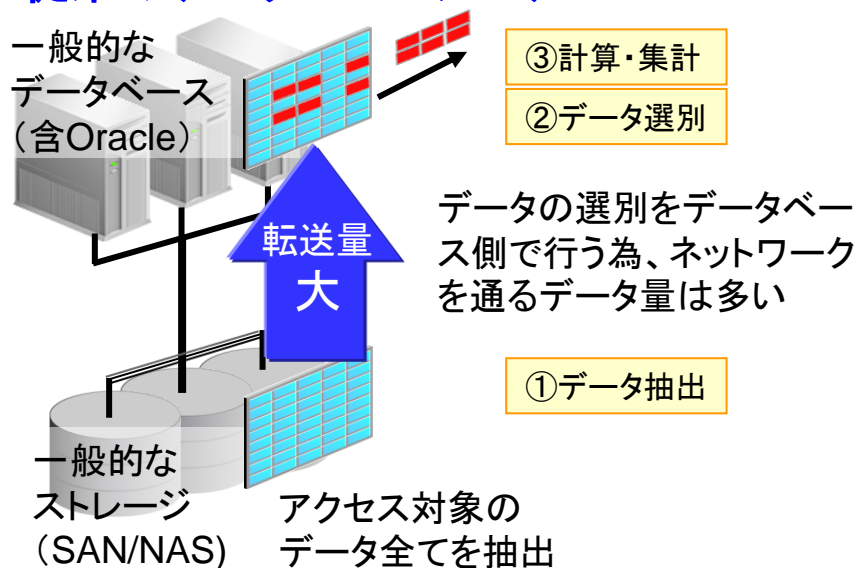 一般的な
データベース
（含Oracle）
③計算・集計
②データ選別
転送量
大
データの選別をデータベー
ス側で行う為、ネットワーク
を通るデータ量は多い
①データ抽出
一般的な
ストレージ
（SAN/NAS)
アクセス対象の
データ全てを抽出